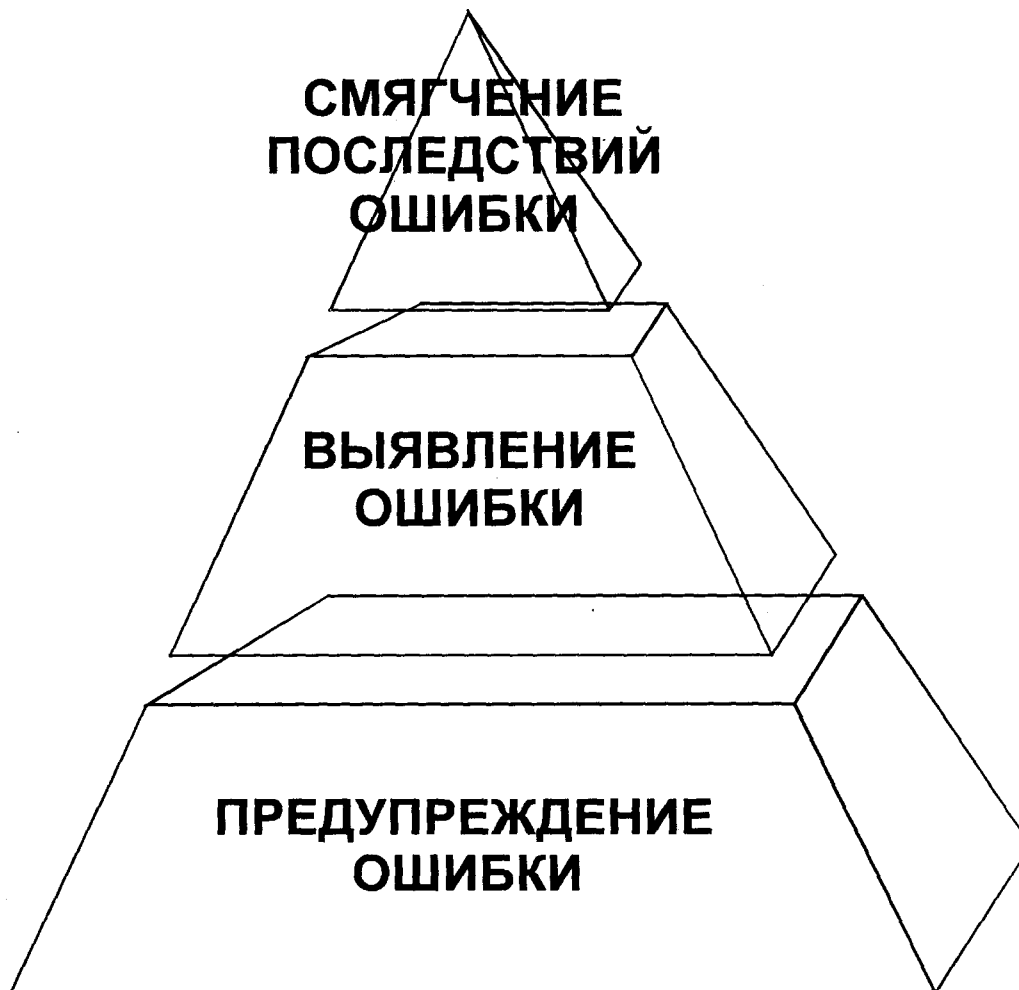 СМЯГЧЕНИЕ
ПОСЛЕДСТВИЙ
ОШИБКИ
ВЫЯВЛЕНИЕ
ОШИБКИ
ПРЕДУПРЕЖДЕНИЕ
ОШИБКИ